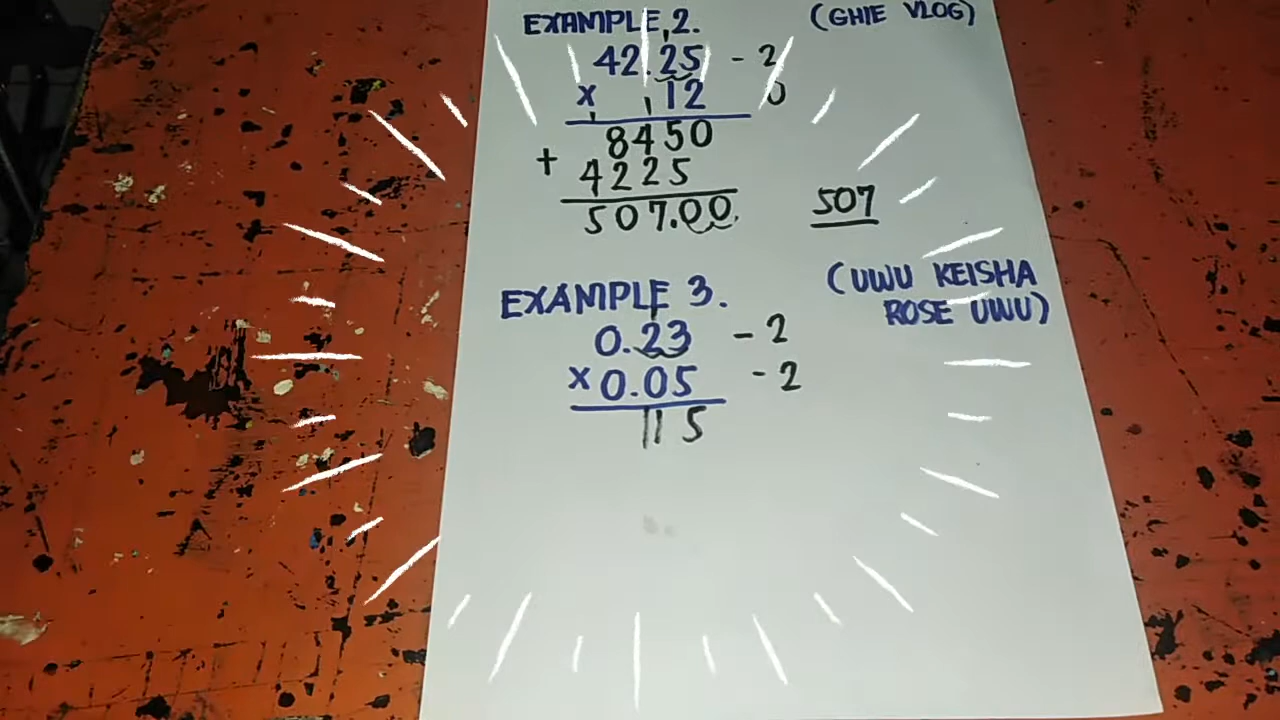 EXAMPLE, 2. (GHIE VLOG)
42.25 - 2
x 12 0
8450
+ 4225
507.00 507
EXAMPLE 3. (UWU KEISHA
ROSE UWU)
0.23 - 2
x 0.05 - 2
115